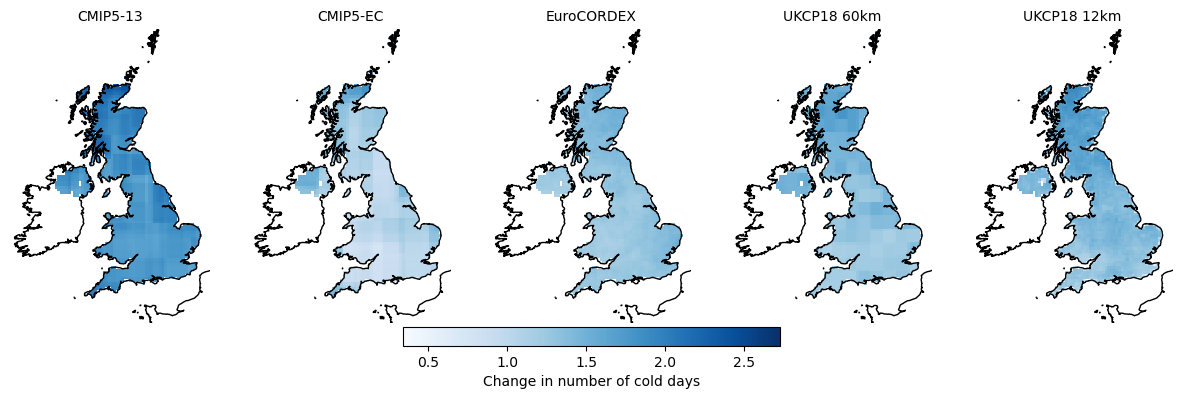 CMIP5-13 CMIP5-EC EuroCORDEX UKCP18 60km UKCP18 12km
0.5 1.0 1.5 2.0 2.5
Change in number of cold days